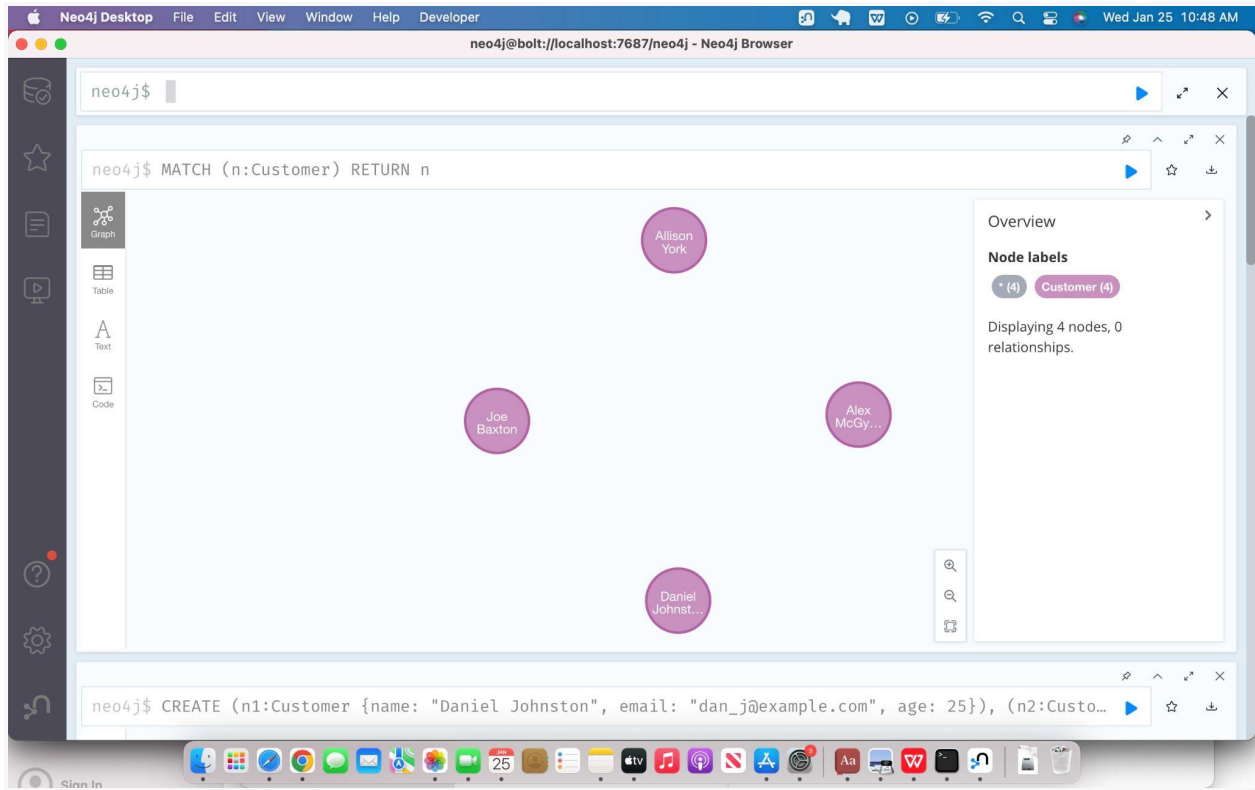 Neo4j Desktop File Edit View Window Help Developer Wed Jan 25 10:48 AM
neo4j@bolt://localhost:7687/neo4j - Neo4j Browser
neo4j$
neo4j$ MATCH (n:Customer) RETURN n
Graph
Table
A
Text
Code
Allison
York
Joe
Baxton
Alex
McGy...
Daniel
Johnst...
Overview
Node labels
* (4) Customer (4)
Displaying 4 nodes, 0
relationships.
neo4j$ CREATE (n1:Customer {name: "Daniel Johnston", email: "dan_j@example.com", age: 25}), (n2:Custo…
JAN
25
tv
Aa
Sign In